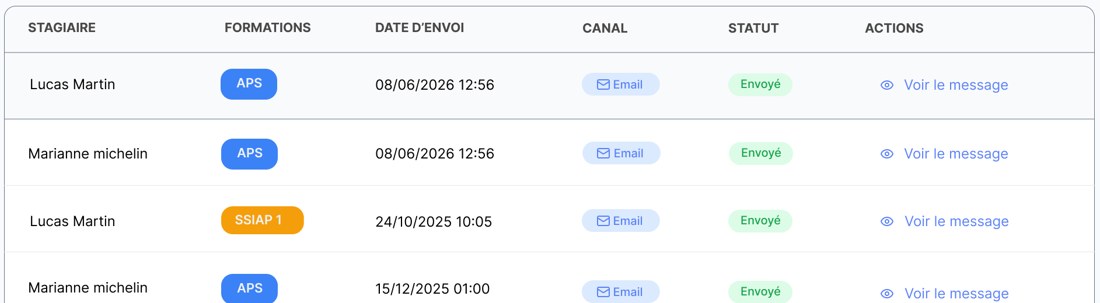 STAGIAIRE FORMATIONS DATE D’ENVOI CANAL STATUT ACTIONS
Lucas Martin APS 08/06/2026 12:56 Email Envoyé Voir le message
Marianne michelin APS 08/06/2026 12:56 Email Envoyé Voir le message
Lucas Martin SSIAP 1 24/10/2025 10:05 Email Envoyé Voir le message
Marianne michelin APS 15/12/2025 01:00 Email Envoyé Voir le message